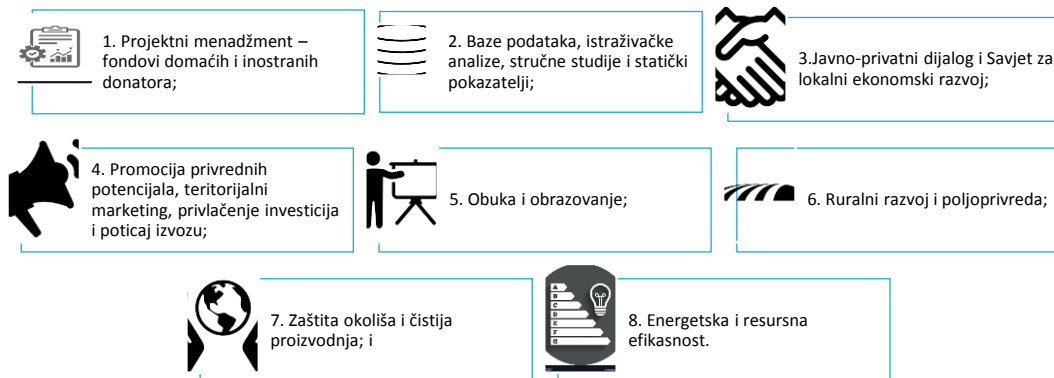 1. Projektni menadžment –
fondovi domaćih i inostranih
donatora;
2. Baze podataka, istraživačke
analize, stručne studije i statički
pokazatelji;
3.Javno-privatni dijalog i Savjet za
lokalni ekonomski razvoj;
4. Promocija privrednih
potencijala, teritorijalni
marketing, privlačenje investicija
i poticaj izvozu;
5. Obuka i obrazovanje;
6. Ruralni razvoj i poljoprivreda;
7. Zaštita okoliša i čistija
proizvodnja; i
A
B
C
D
E
F
G
8. Energetska i resursna
efikasnost.